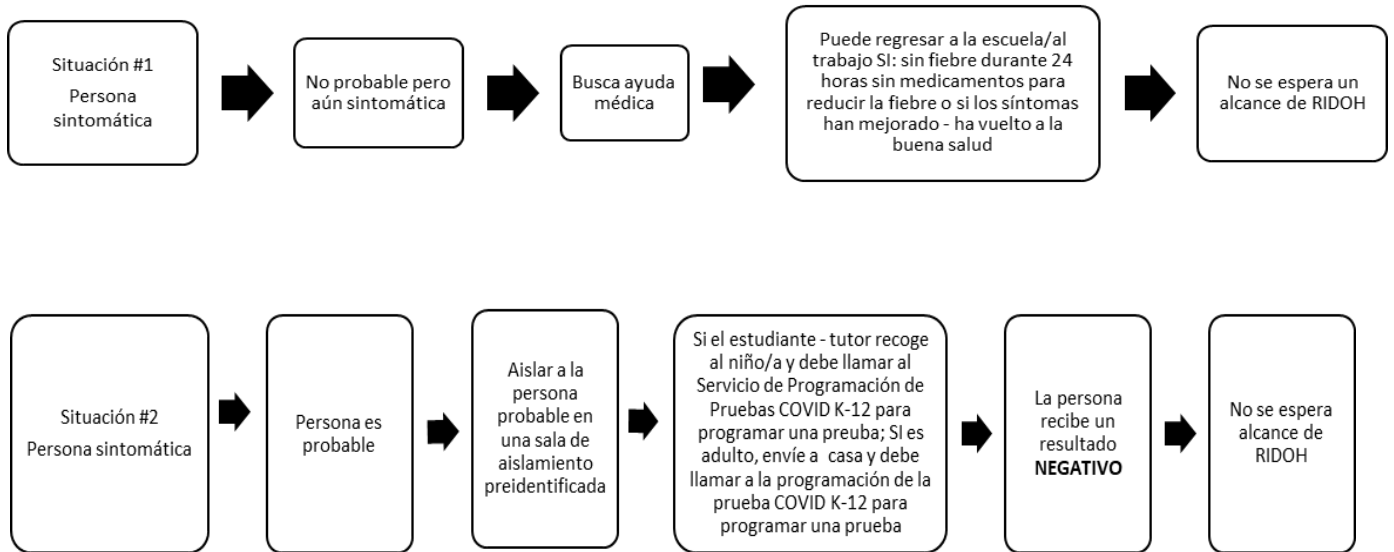 Situación #1
Persona
sintomática
No probable pero
aún sintomática
Busca ayuda
médica
Puede regresar a la escuela/al
trabajo SI: sin fiebre durante 24
horas sin medicamentos para
reducir la fiebre o si los síntomas
han mejorado - ha vuelto a la
buena salud
No se espera un
alcance de RIDOH
Situación #2
Persona sintomática
Persona es
probable
Aislar a la
persona
probable en
una sala de
aislamiento
preidentificada
Si el estudiante - tutor recoge
al niño/a y debe llamar al
Servicio de Programación de
Pruebas COVID K-12 para
programar una preuba; SI es
adulto, envíe a casa y debe
llamar a la programación de la
prueba COVID K-12 para
programar una prueba
La persona
recibe un
resultado
NEGATIVO
No se espera
alcance de
RIDOH